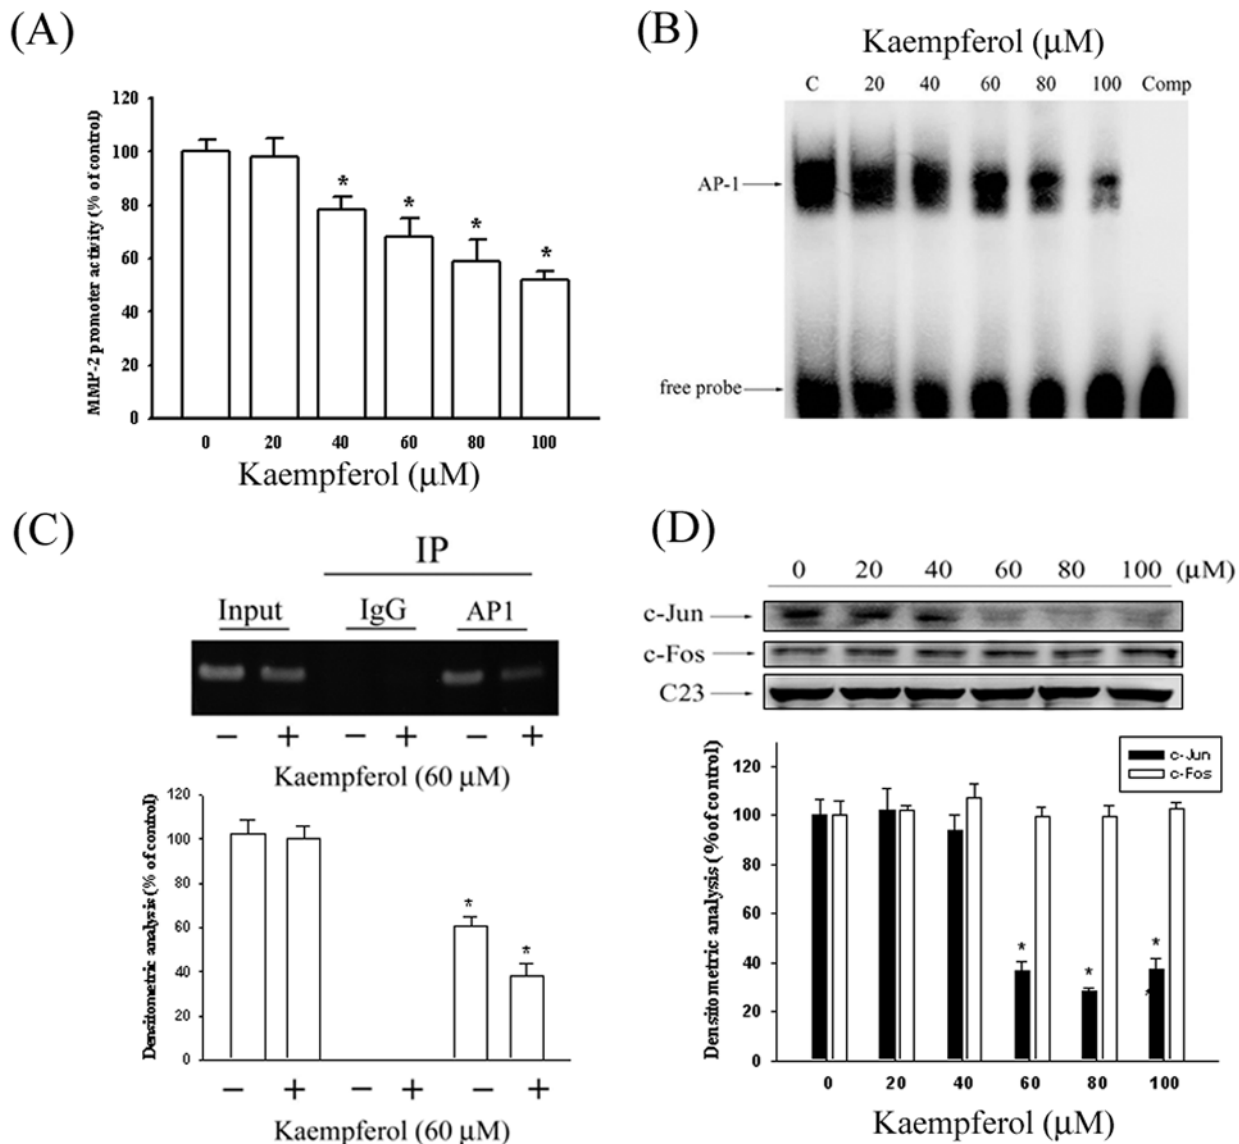 (A)
MMP-2 promoter activity (% of control)
120
100
80
60
40
20
0
* * * *
0 20 40 60 80 100
Kaempferol (μM)
(B)
Kaempferol (μM)
C 20 40 60 80 100 Comp
AP-1
free probe
(C)
IP
Input IgG AP1
− + − + − +
Kaempferol (60 μM)
Densitometric analysis (% of control)
120
100
80
60
40
20
0
* *
− + − + − +
Kaempferol (60 μM)
(D)
0 20 40 60 80 100 (μM)
c-Jun
c-Fos
C23
c-Jun
c-Fos
Densitometric analysis (% of control)
120
100
80
60
40
20
0
* * *
0 20 40 60 80 100
Kaempferol (μM)